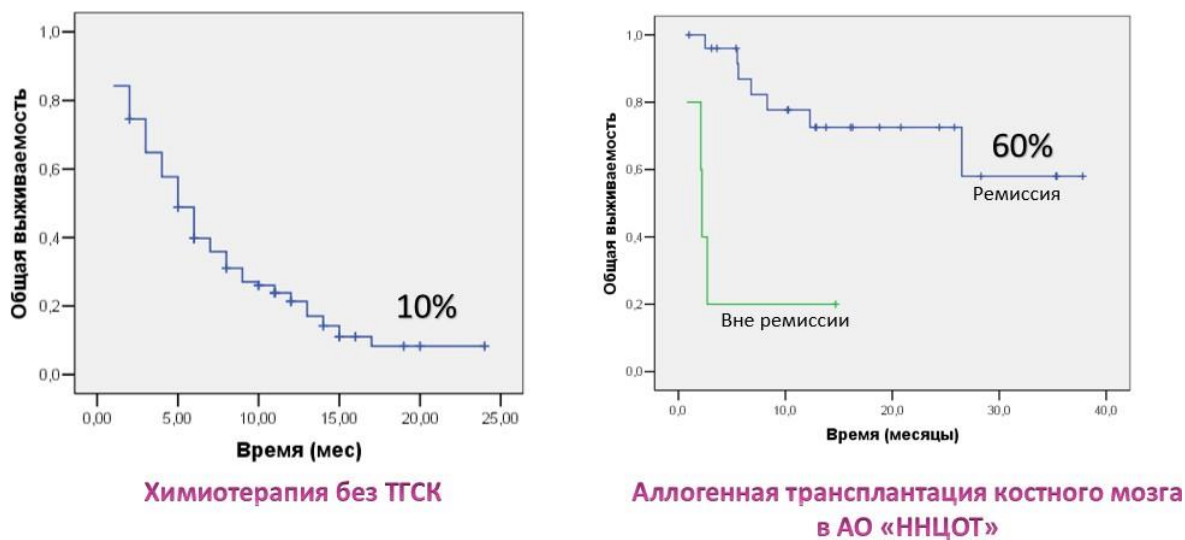 1,0
0,8
0,6
0,4
0,2
0,0
Общая выживаемость
10%
0,00
5,00
10,00
15,00
20,00
25,00
Время (мес)
Химиотерапия без ТГСК
1,0
0,8
0,6
0,4
0,2
0,0
Общая выживаемость
60%
Ремиссия
Вне ремиссии
0,0
10,0
20,0
30,0
40,0
Время (месяцы)
Аллогенная трансплантация костного мозга
в АО «ННЦОТ»